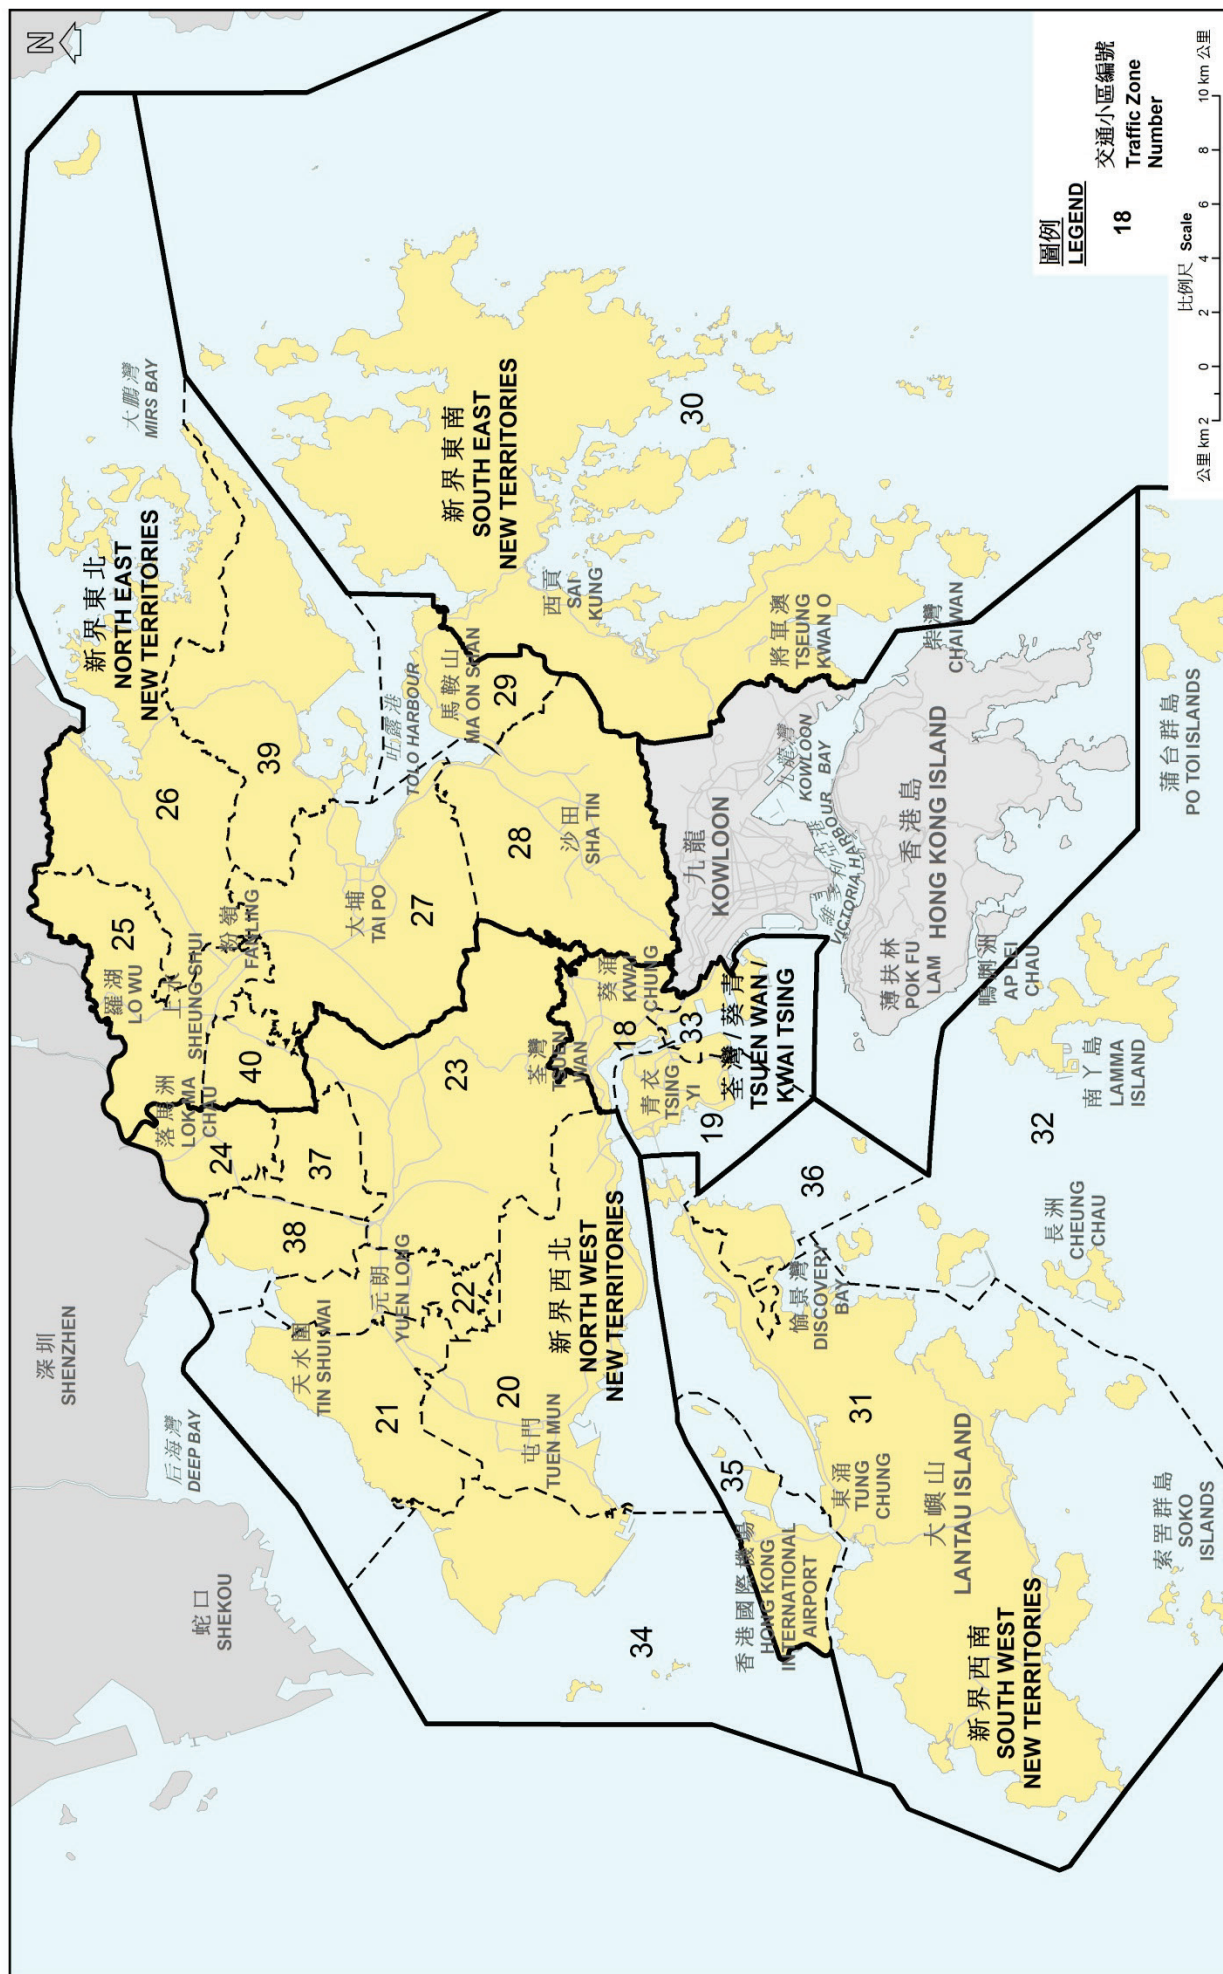 N
深圳
SHENZHEN
蛇口
SHEKOU
后海灣
DEEP BAY
大鵬灣
MIRS BAY
新界東北
NORTH EAST
NEW TERRITORIES
羅湖
LO WU
25
上水
SHEUNG SHUI
26
粉嶺
FANLING
落馬洲
LOK MA
CHAU
24
40
39
37
38
天水圍
TIN SHUI WAI
21
元朗
YUEN LONG
22
23
大埔
TAI PO
27
吐露港
TOLO HARBOUR
馬鞍山
MA ON SHAN
29
28
沙田
SHA TIN
新界東南
SOUTH EAST
NEW TERRITORIES
西貢
SAI
KUNG
30
20
屯門
TUEN MUN
新界西北
NORTH WEST
NEW TERRITORIES
荃灣
TSUEN
WAN
18
葵涌
KWAI
CHUNG
青衣
TSING
YI
33
19
荃灣/葵青
TSUEN WAN /
KWAI TSING
九龍
KOWLOON
九龍灣
KOWLOON
BAY
維多利亞港
VICTORIA HARBOUR
將軍澳
TSEUNG
KWAN O
34
35
香港國際機場
HONG KONG
INTERNATIONAL
AIRPORT
36
愉景灣
DISCOVERY
BAY
31
東涌
TUNG
CHUNG
大嶼山
LANTAU ISLAND
新界西南
SOUTH WEST
NEW TERRITORIES
香港島
HONG KONG ISLAND
薄扶林
POK FU
LAM
柴灣
CHAI WAN
鴨脷洲
AP LEI
CHAU
32
南丫島
LAMMA
ISLAND
長洲
CHEUNG
CHAU
索罟群島
SOKO
ISLANDS
蒲台群島
PO TOI ISLANDS
圖例
LEGEND
18
交通小區編號
Traffic Zone
Number
比例尺 Scale
公里 km 2 0 2 4 6 8 10 km 公里